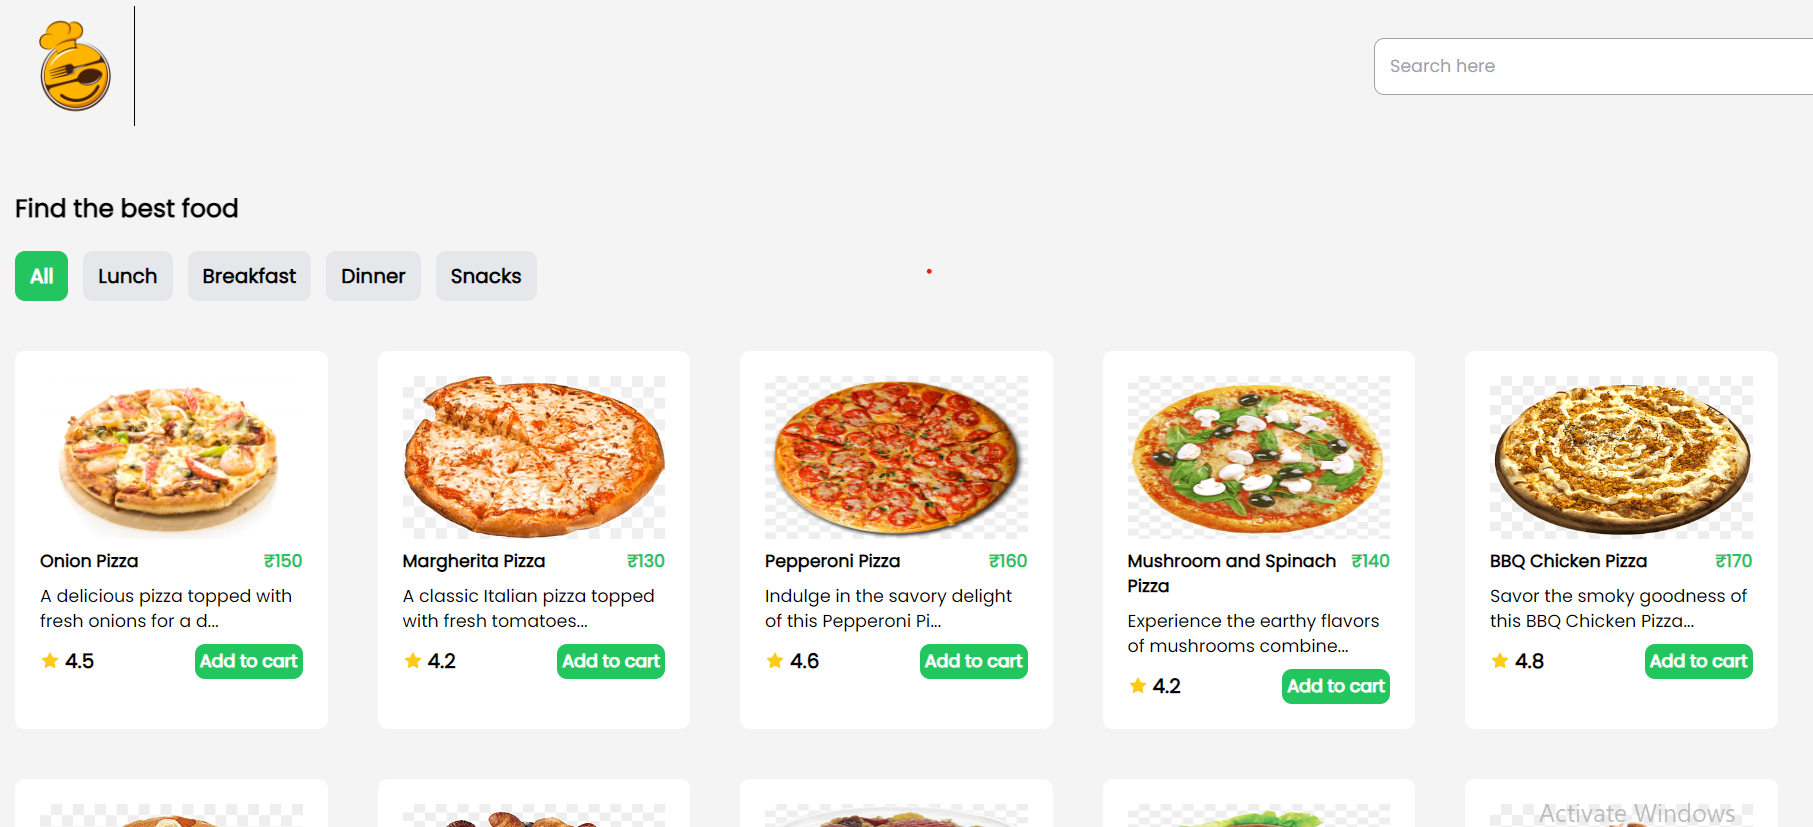 Search here
Find the best food
All
Lunch
Breakfast
Dinner
Snacks
Onion Pizza
₹150
A delicious pizza topped with
fresh onions for a d...
4.5
Add to cart
Margherita Pizza
₹130
A classic Italian pizza topped
with fresh tomatoes...
4.2
Add to cart
Pepperoni Pizza
₹160
Indulge in the savory delight
of this Pepperoni Pi...
4.6
Add to cart
Mushroom and Spinach
Pizza
₹140
Experience the earthy flavors
of mushrooms combine...
4.2
Add to cart
BBQ Chicken Pizza
₹170
Savor the smoky goodness of
this BBQ Chicken Pizza...
4.8
Add to cart
Activate Windows